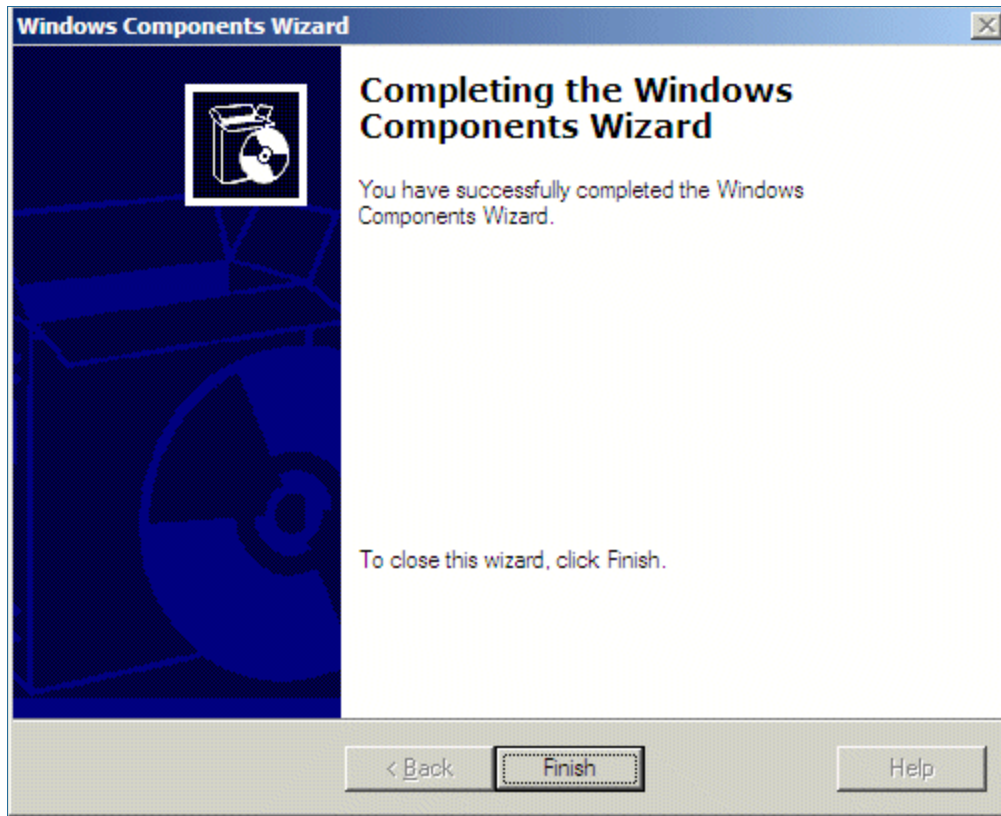 Windows Components Wizard
Completing the Windows
Components Wizard
You have successfully completed the Windows
Components Wizard.
To close this wizard, click Finish.
< Back
Finish
Help